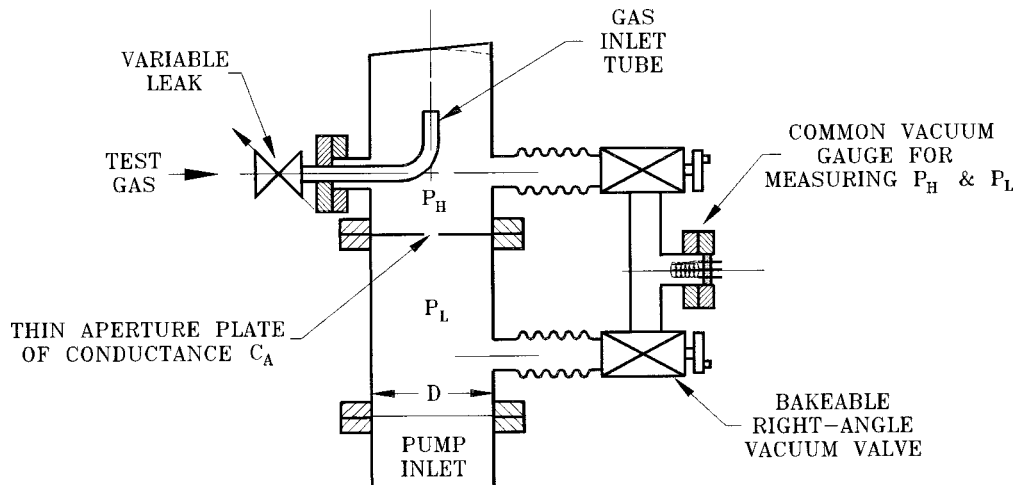 GAS
INLET
TUBE
VARIABLE
LEAK
TEST
GAS
COMMON VACUUM
GAUGE FOR
MEASURING P_H & P_L
P_H
P_L
THIN APERTURE PLATE
OF CONDUCTANCE C_A
D
PUMP
INLET
BAKEABLE
RIGHT-ANGLE
VACUUM VALVE